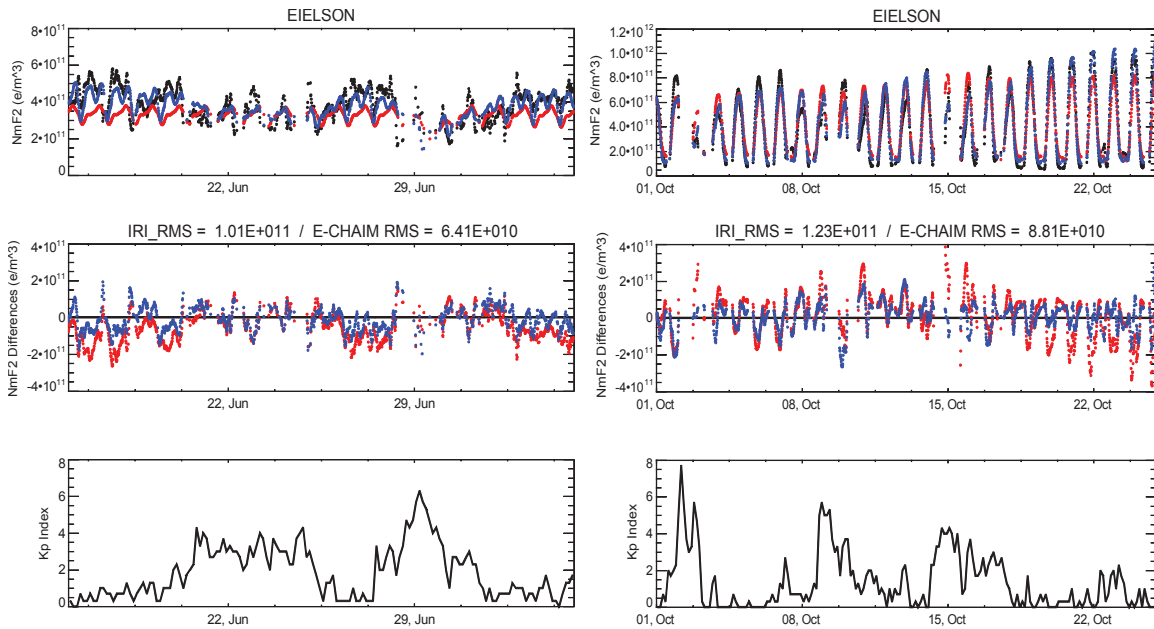 EIELSON
8•10¹¹
6•10¹¹
4•10¹¹
2•10¹¹
0
NmF2 (e/m^3)
22, Jun
29, Jun
EIELSON
1.2•10¹²
1.0•10¹²
8.0•10¹¹
6.0•10¹¹
4.0•10¹¹
2.0•10¹¹
0
NmF2 (e/m^3)
01, Oct
08, Oct
15, Oct
22, Oct
IRI_RMS = 1.01E+011 / E-CHAIM RMS = 6.41E+010
4•10¹¹
2•10¹¹
0
-2•10¹¹
-4•10¹¹
NmF2 Differences (e/m^3)
22, Jun
29, Jun
IRI_RMS = 1.23E+011 / E-CHAIM RMS = 8.81E+010
4•10¹¹
2•10¹¹
0
-2•10¹¹
-4•10¹¹
NmF2 Differences (e/m^3)
01, Oct
08, Oct
15, Oct
22, Oct
8
6
4
2
0
Kp Index
22, Jun
29, Jun
8
6
4
2
0
Kp Index
01, Oct
08, Oct
15, Oct
22, Oct